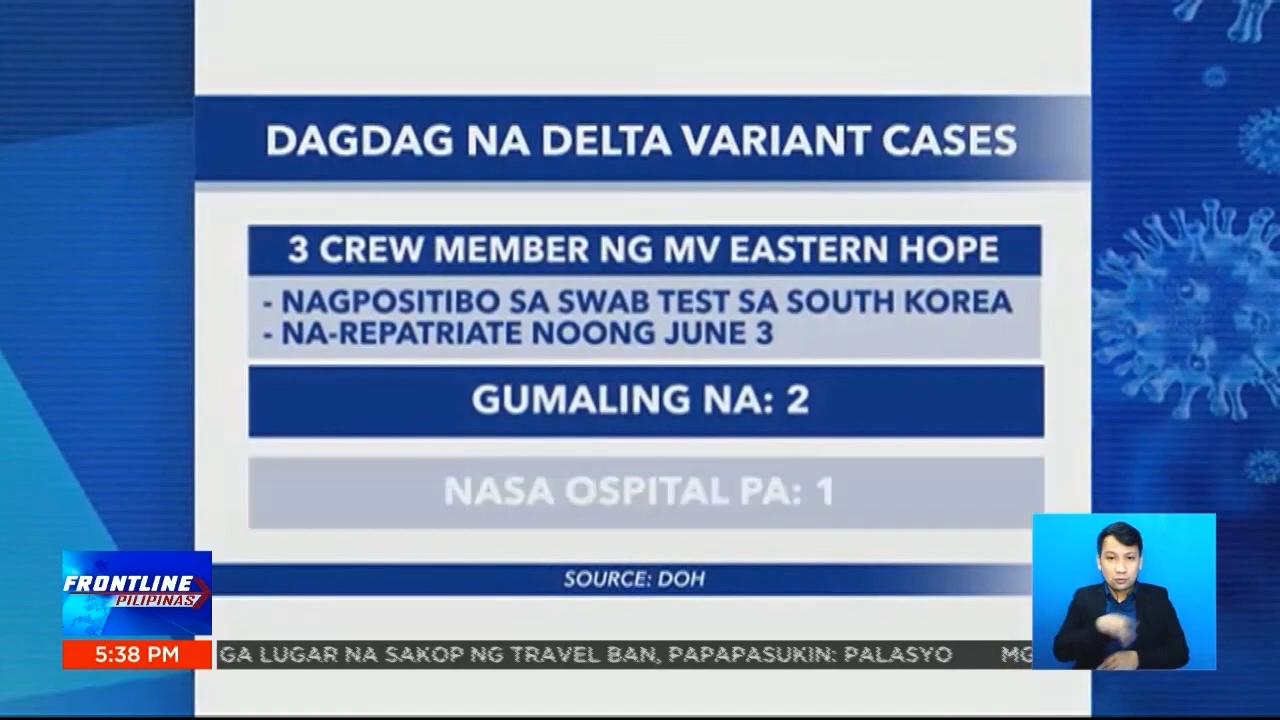 DAGDAG NA DELTA VARIANT CASES
3 CREW MEMBER NG MV EASTERN HOPE
- NAGPOSITIBO SA SWAB TEST SA SOUTH KOREA
- NA-REPATRIATE NOONG JUNE 3
GUMALING NA: 2
NASA OSPITAL PA: 1
SOURCE: DOH
FRONTLINE
PILIPINAS
5:38 PM
GA LUGAR NA SAKOP NG TRAVEL BAN, PAPAPASUKIN: PALASYO MG